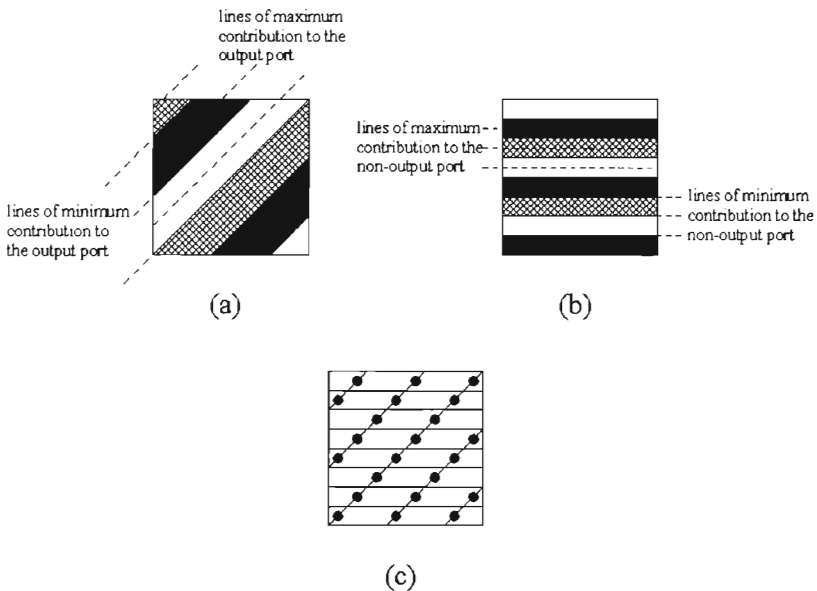 lines of maximum
contribution to the
output port
lines of minimum
contribution to
the output port
(a)
lines of maximum
contribution to the
non-output port
lines of minimum
contribution to the
non-output port
(b)
(c)